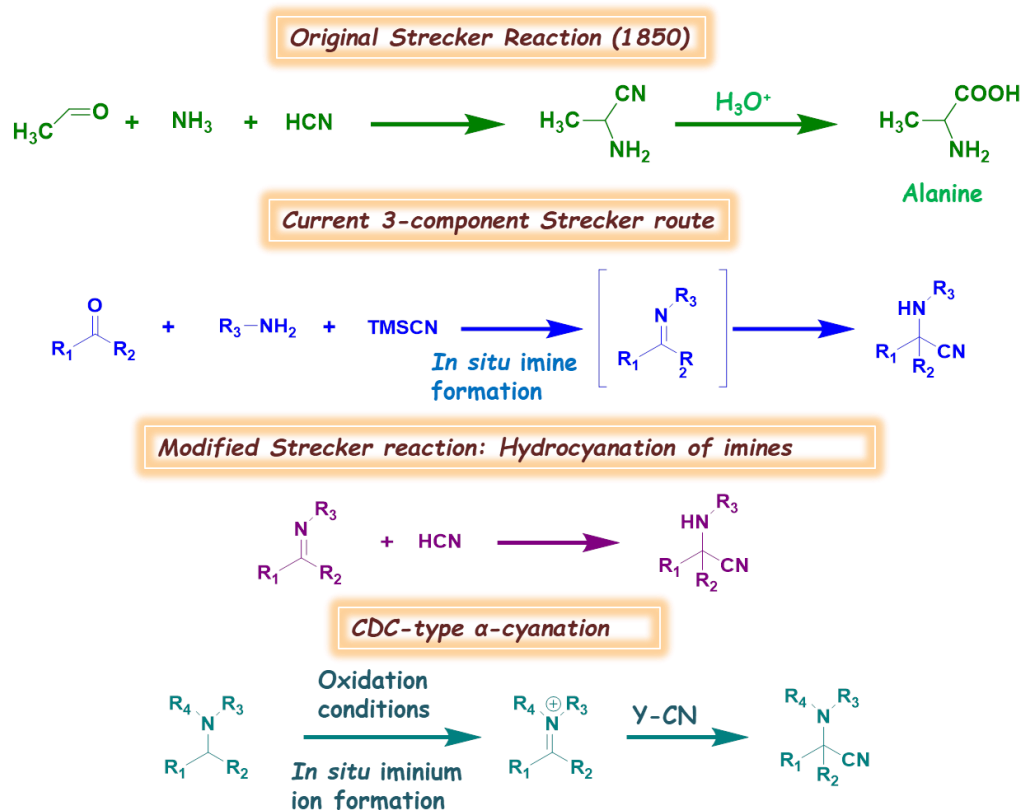 Original Strecker Reaction (1850)
H₃C O + NH₃ + HCN H₃C CN NH₂ H₃O⁺ H₃C COOH NH₂
Alanine
Current 3-component Strecker route
O R₁ R₂ + R₃–NH₂ + TMSCN N R₃ R₁ R 2 HN R₃ R₁ R₂ CN
In situ imine
formation
Modified Strecker reaction: Hydrocyanation of imines
N R₃ R₁ R₂ + HCN HN R₃ R₁ R₂ CN
CDC-type α-cyanation
Oxidation
conditions
R₄ N R₃ R₁ R₂ R₄ N ⊕ R₃ R₁ R₂ Y-CN R₄ N R₃ R₁ R₂ CN
In situ iminium
ion formation